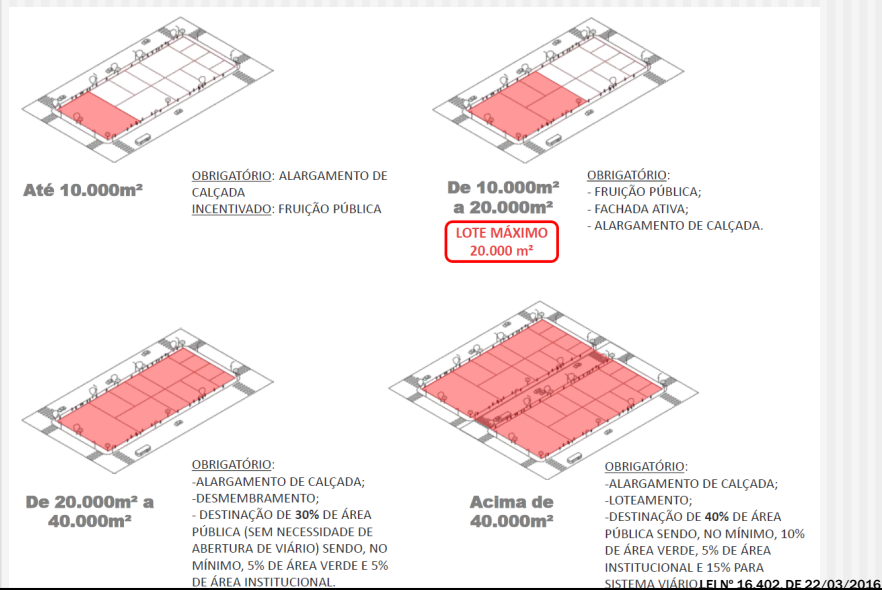 Até 10.000m²
OBRIGATÓRIO: ALARGAMENTO DE
CALÇADA
INCENTIVADO: FRUIÇÃO PÚBLICA
De 10.000m²
a 20.000m²
LOTE MÁXIMO
20.000 m²
OBRIGATÓRIO:
- FRUIÇÃO PÚBLICA;
- FACHADA ATIVA;
- ALARGAMENTO DE CALÇADA.
De 20.000m² a
40.000m²
OBRIGATÓRIO:
-ALARGAMENTO DE CALÇADA;
-DESMEMBRAMENTO;
- DESTINAÇÃO DE 30% DE ÁREA
PÚBLICA (SEM NECESSIDADE DE
ABERTURA DE VIÁRIO) SENDO, NO
MÍNIMO, 5% DE ÁREA VERDE E 5%
DE ÁREA INSTITUCIONAL.
Acima de
40.000m²
OBRIGATÓRIO:
-ALARGAMENTO DE CALÇADA;
-LOTEAMENTO;
-DESTINAÇÃO DE 40% DE ÁREA
PÚBLICA SENDO, NO MÍNIMO, 10%
DE ÁREA VERDE, 5% DE ÁREA
INSTITUCIONAL E 15% PARA
SISTEMA VIÁRIO
LEI Nº 16.402, DE 22/03/2016